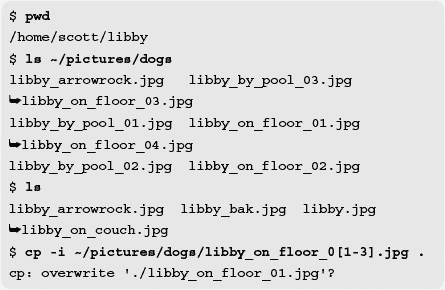 $ pwd
/home/scott/libby
$ ls ~/pictures/dogs
libby_arrowrock.jpg   libby_by_pool_03.jpg
➥libby_on_floor_03.jpg
libby_by_pool_01.jpg  libby_on_floor_01.jpg
➥libby_on_floor_04.jpg
libby_by_pool_02.jpg  libby_on_floor_02.jpg
$ ls
libby_arrowrock.jpg  libby_bak.jpg  libby.jpg
➥libby_on_couch.jpg
$ cp -i ~/pictures/dogs/libby_on_floor_0[1-3].jpg .
cp: overwrite './libby_on_floor_01.jpg'?